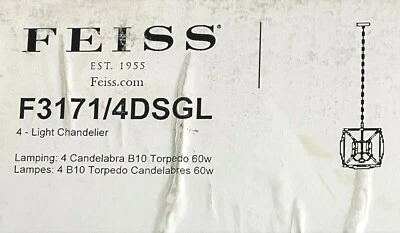 FEISS®
EST. 1955
Feiss.com
F3171/4DSGL
4 - Light Chandelier
Lamping: 4 Candelabra B10 Torpedo 60w
Lampes: 4 B10 Torpedo Candelabres 60w